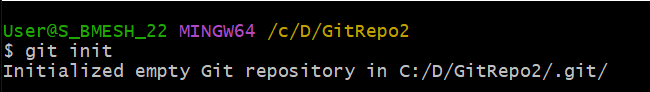 User@S_BMESH_22 MINGW64 /c/D/GitRepo2
$ git init
Initialized empty Git repository in C:/D/GitRepo2/.git/